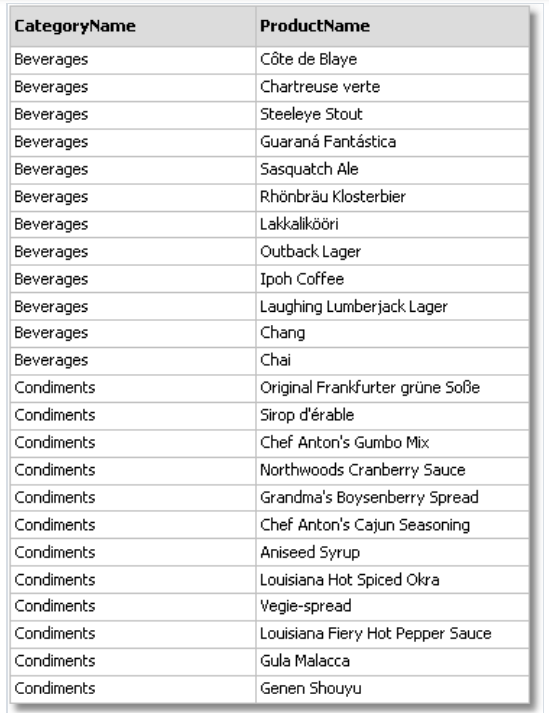 CategoryName ProductName
Beverages Côte de Blaye
Beverages Chartreuse verte
Beverages Steeleye Stout
Beverages Guaraná Fantástica
Beverages Sasquatch Ale
Beverages Rhönbräu Klosterbier
Beverages Lakkalikööri
Beverages Outback Lager
Beverages Ipoh Coffee
Beverages Laughing Lumberjack Lager
Beverages Chang
Beverages Chai
Condiments Original Frankfurter grüne Soße
Condiments Sirop d'érable
Condiments Chef Anton's Gumbo Mix
Condiments Northwoods Cranberry Sauce
Condiments Grandma's Boysenberry Spread
Condiments Chef Anton's Cajun Seasoning
Condiments Aniseed Syrup
Condiments Louisiana Hot Spiced Okra
Condiments Vegie-spread
Condiments Louisiana Fiery Hot Pepper Sauce
Condiments Gula Malacca
Condiments Genen Shouyu